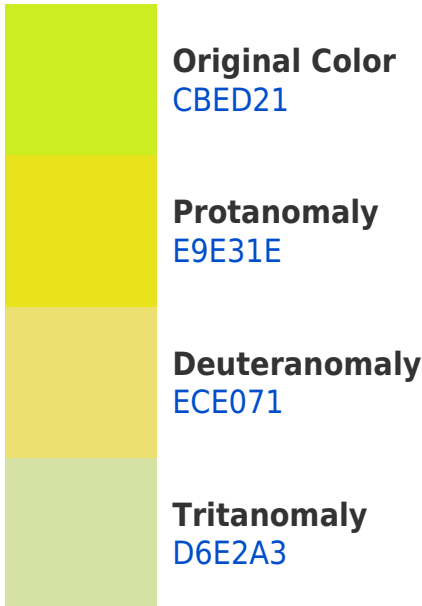 Original Color
CBED21
Protanomaly
E9E31E
Deuteranomaly
ECE071
Tritanomaly
D6E2A3